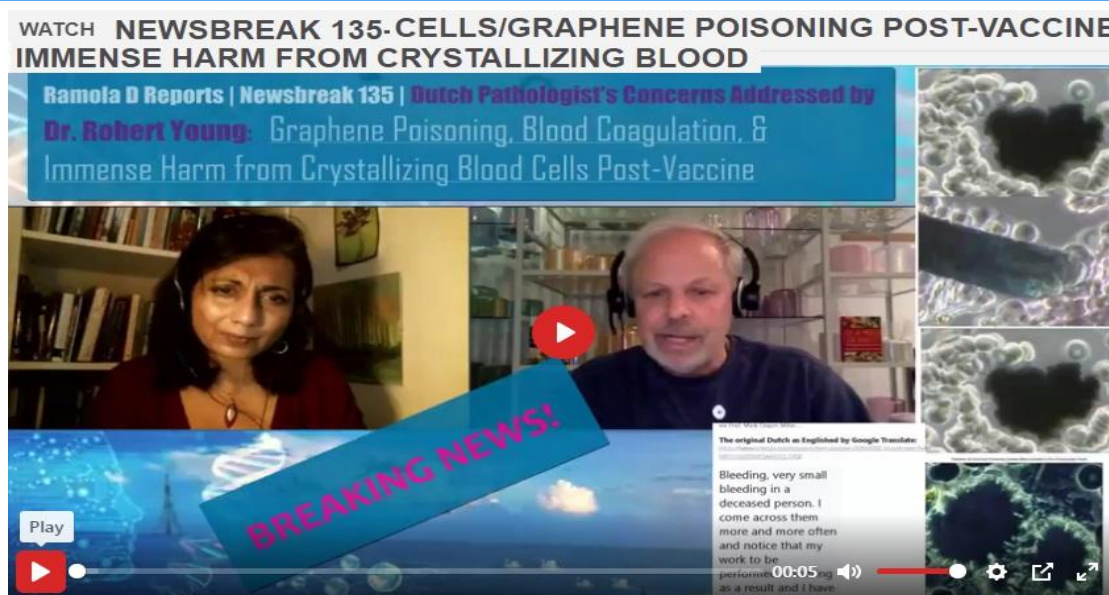 WATCH NEWSBREAK 135-CELLS/GRAPHENE POISONING POST-VACCINE
IMMENSE HARM FROM CRYSTALLIZING BLOOD
Ramola D Reports | Newsbreak 135 | Dutch Pathologist's Concerns Addressed by
Dr. Robert Young: Graphene Poisoning, Blood Coagulation, &
Immense Harm from Crystallizing Blood Cells Post-Vaccine
BREAKING NEWS!
The original Dutch as Englished by Google Translate:
Bleeding, very small
bleeding in a
deceased person. I
come across them
more and more often
and notice that my
work to be
as a result and I have
Play
00:05